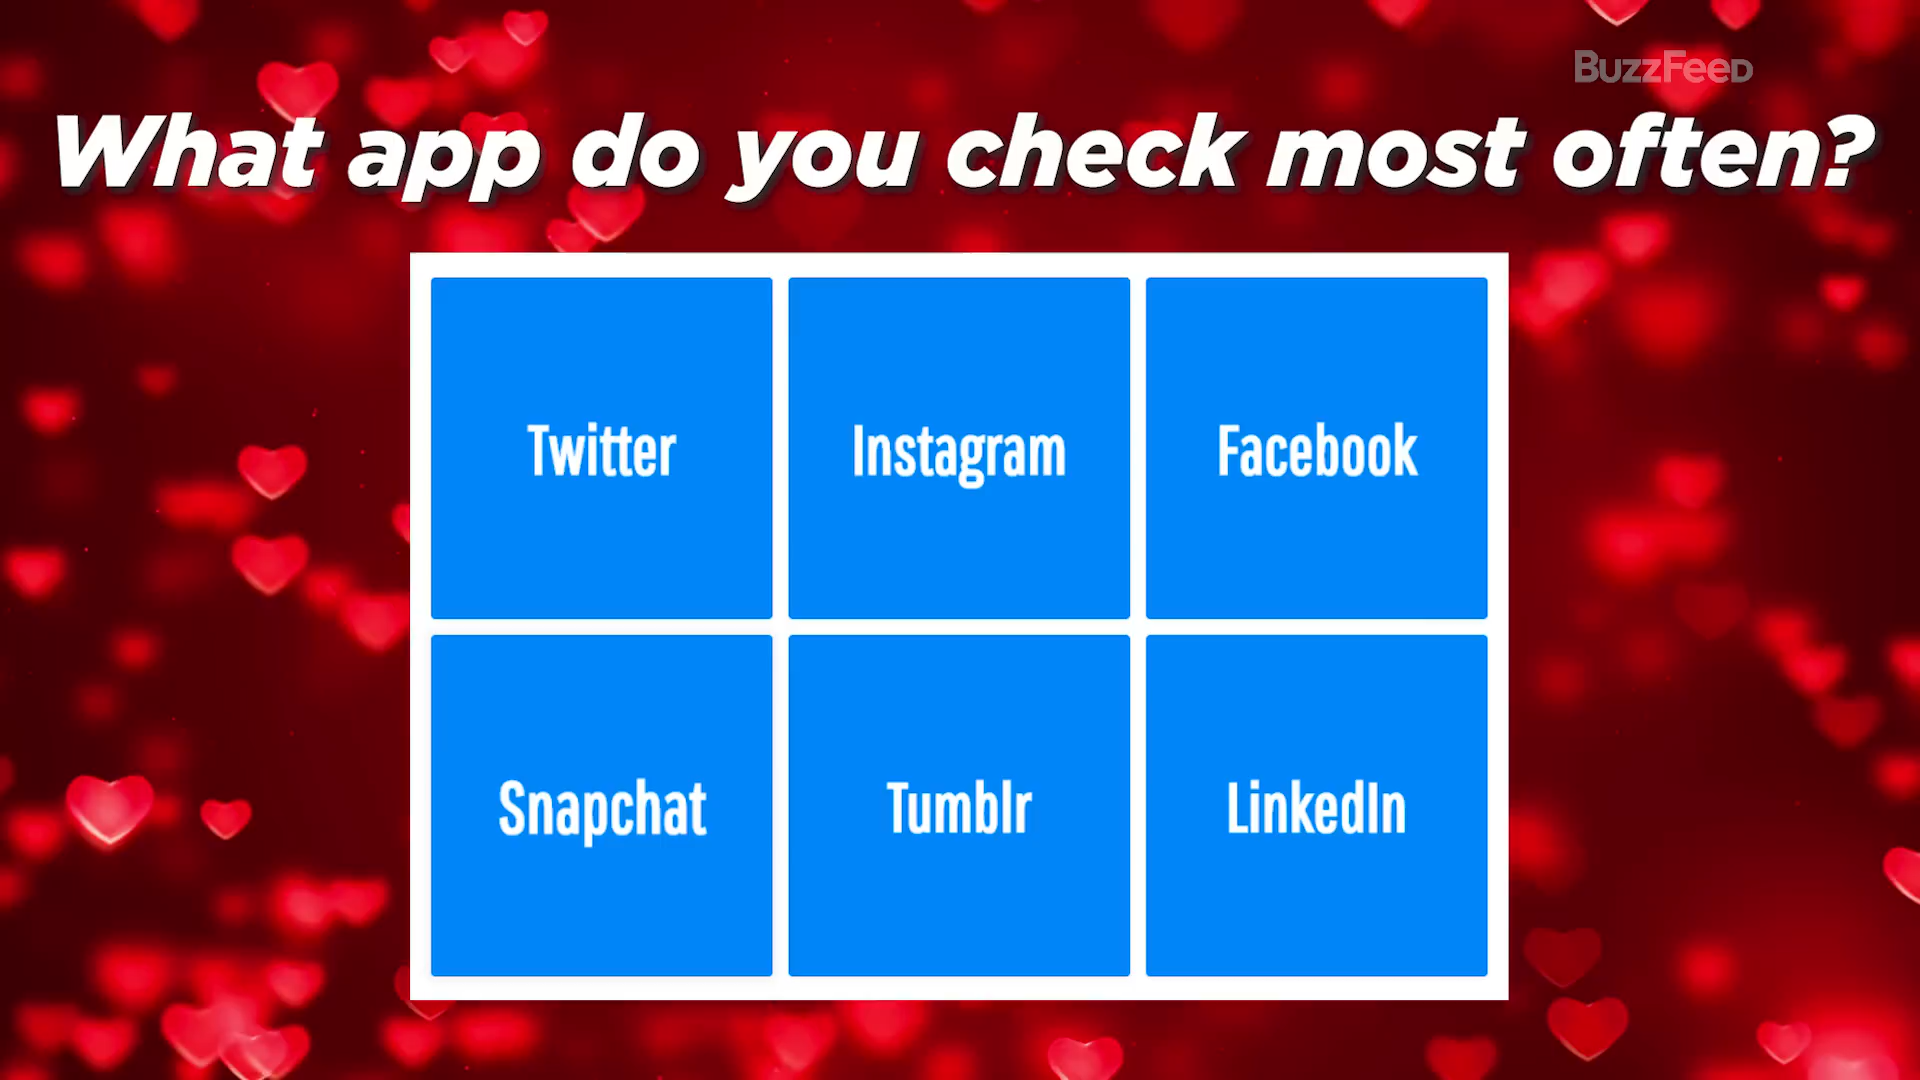 BuzzFeed
What app do you check most often?
Twitter
Instagram
Facebook
Snapchat
Tumblr
LinkedIn